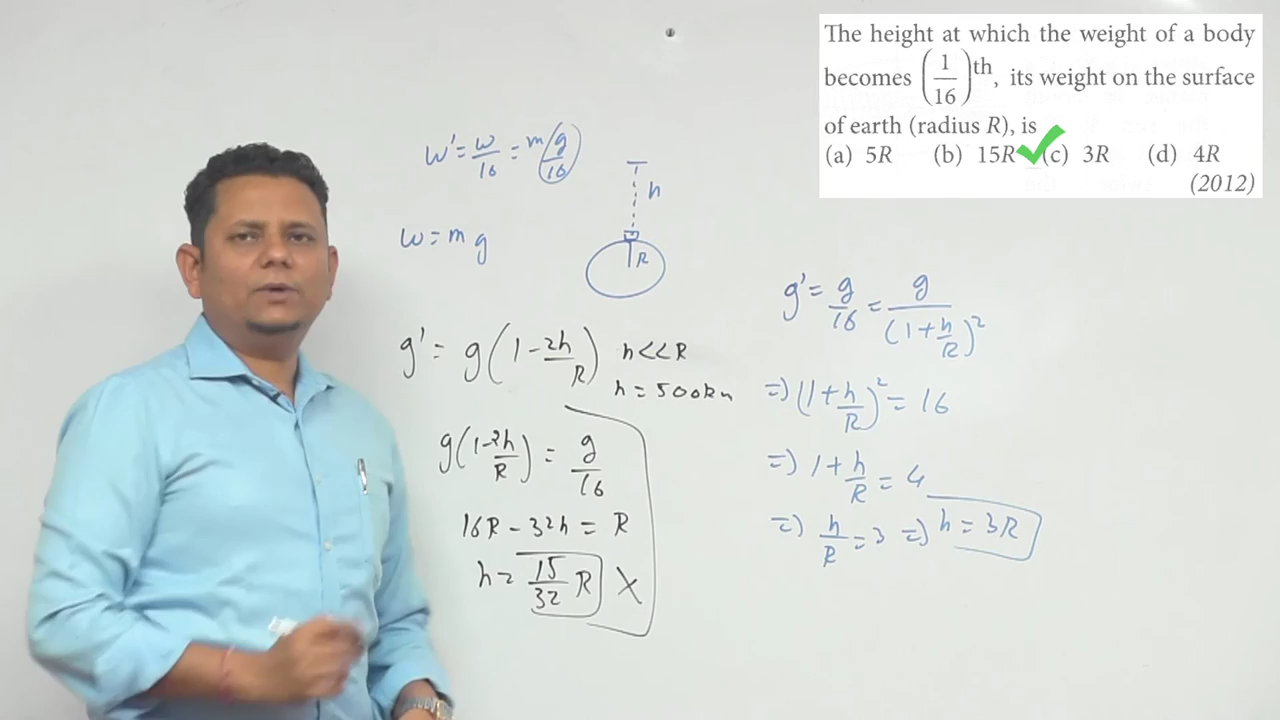 The height at which the weight of a body
becomes (1/16)th, its weight on the surface
of earth (radius R), is
(a) 5R (b) 15R (c) 3R (d) 4R
(2012)
w' = w/16 = m(g/16)
w = mg
h
R
g' = g(1-2h/R) h<<R
h = 500km
g(1-2h/R) = g/16
16R - 32h = R
h = 15/32 R X
g' = g/16 = g/(1+h/R)²
=) (1+h/R)² = 16
=) 1+h/R = 4
=) h/R = 3 =) h = 3R